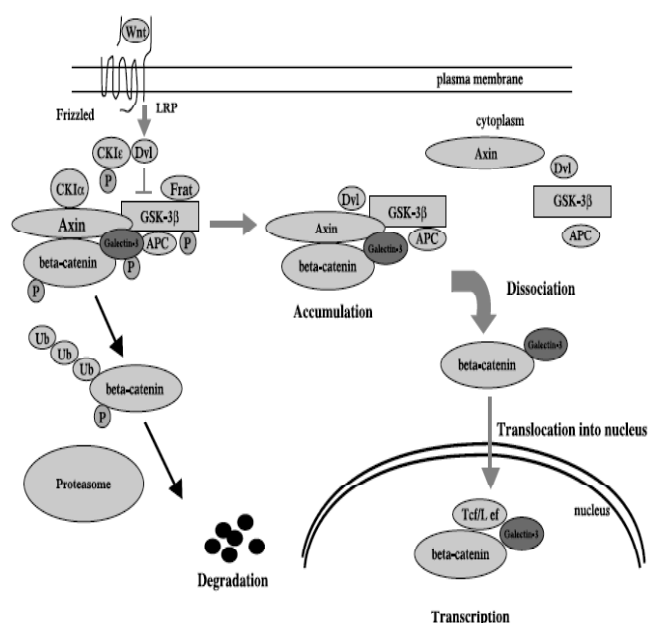 Wnt
plasma membrane
Frizzled
LRP
cytoplasm
CKIε
Dvl
Axin
Dvl
P
CKIα
Frat
Dvl
GSK-3β
GSK-3β
GSK-3β
Axin
Axin
Galectin-3
APC
P
Galectin-3
APC
APC
beta-catenin
P
beta-catenin
P
Accumulation
Dissociation
Ub
Ub
Ub
Galectin-3
beta-catenin
beta-catenin
P
Translocation into nucleus
Proteasome
nucleus
Tcf/L ef
Galectin-3
beta-catenin
Degradation
Transcription